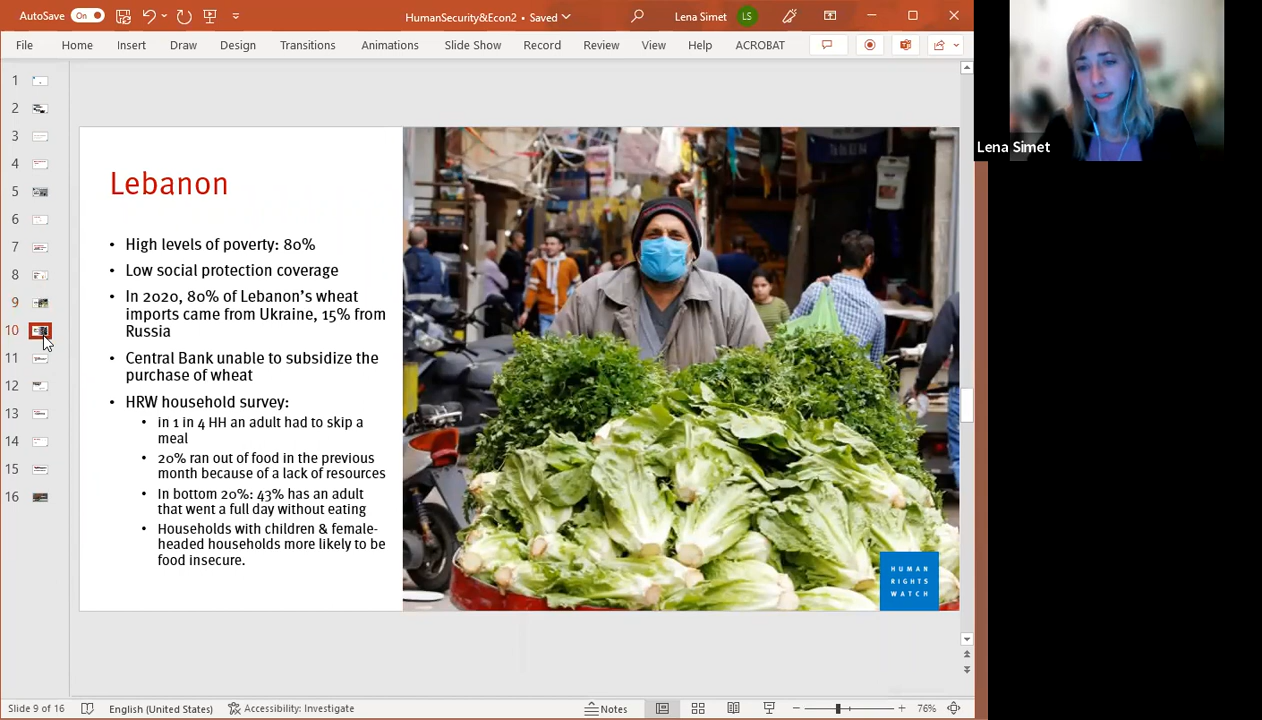 AutoSave
On
HumanSecurity&Econ2 • Saved
Lena Simet
LS
File
Home
Insert
Draw
Design
Transitions
Animations
Slide Show
Record
Review
View
Help
ACROBAT
1
2
3
4
5
6
7
8
9
10
11
12
13
14
15
16
Lebanon
• High levels of poverty: 80%
• Low social protection coverage
• In 2020, 80% of Lebanon's wheat
imports came from Ukraine, 15% from
Russia
• Central Bank unable to subsidize the
purchase of wheat
• HRW household survey:
• in 1 in 4 HH an adult had to skip a
meal
• 20% ran out of food in the previous
month because of a lack of resources
• In bottom 20%: 43% has an adult
that went a full day without eating
• Households with children & female-
headed households more likely to be
food insecure.
HUMAN
RIGHTS
WATCH
Lena Simet
Slide 9 of 16
English (United States)
Accessibility: Investigate
Notes
76%